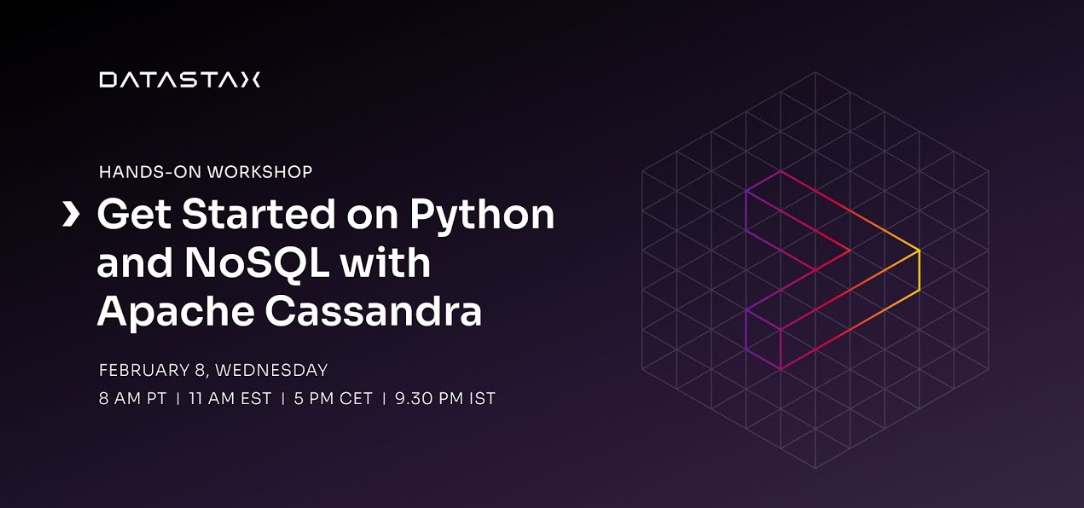 DATASTAX
HANDS-ON WORKSHOP
Get Started on Python
and NoSQL with
Apache Cassandra
FEBRUARY 8, WEDNESDAY
8 AM PT | 11 AM EST | 5 PM CET | 9.30 PM IST